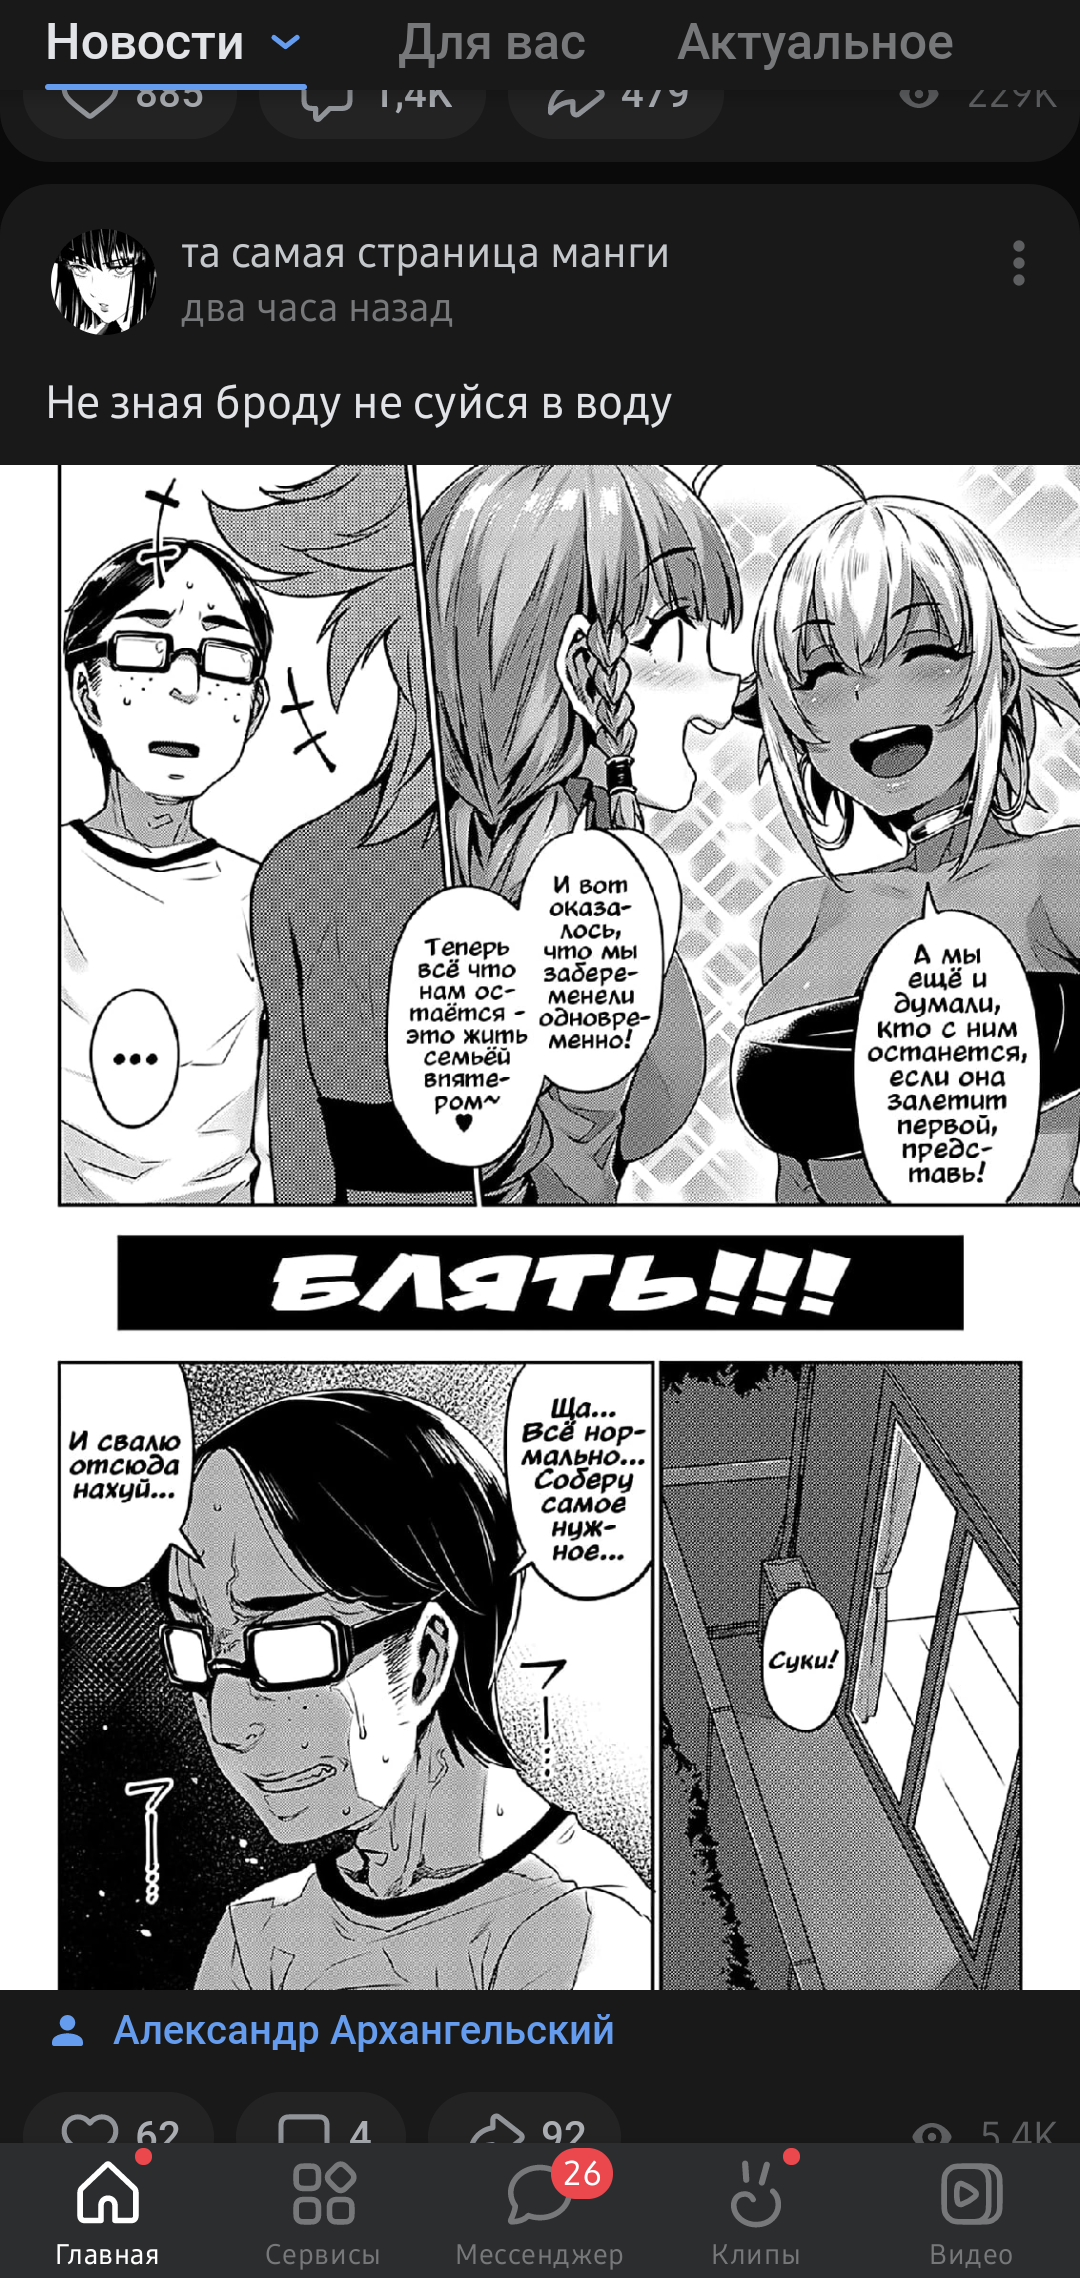 Новости
Для вас
Актуальное
885
1,4K
479
229K
та самая страница манги
два часа назад
Не зная броду не суйся в воду
А мы
ещё и
думали,
кто с ним
останется,
если она
залетит
первой,
предс-
тавь!
И вот
оказа-
лось,
что мы
забере-
менели
одновре-
менно!
Теперь
всё что
нам ос-
таётся -
это жить
семьёй
впяте-
ром~
♥
...
БЛЯТЬ!!!
Суки!
Ща...
Всё нор-
мально...
Соберу
самое
нуж-
ное...
И свалю
отсюда
нахуй...
Александр Архангельский
62
4
92
5,4K
26
Главная
Сервисы
Мессенджер
Клипы
Видео